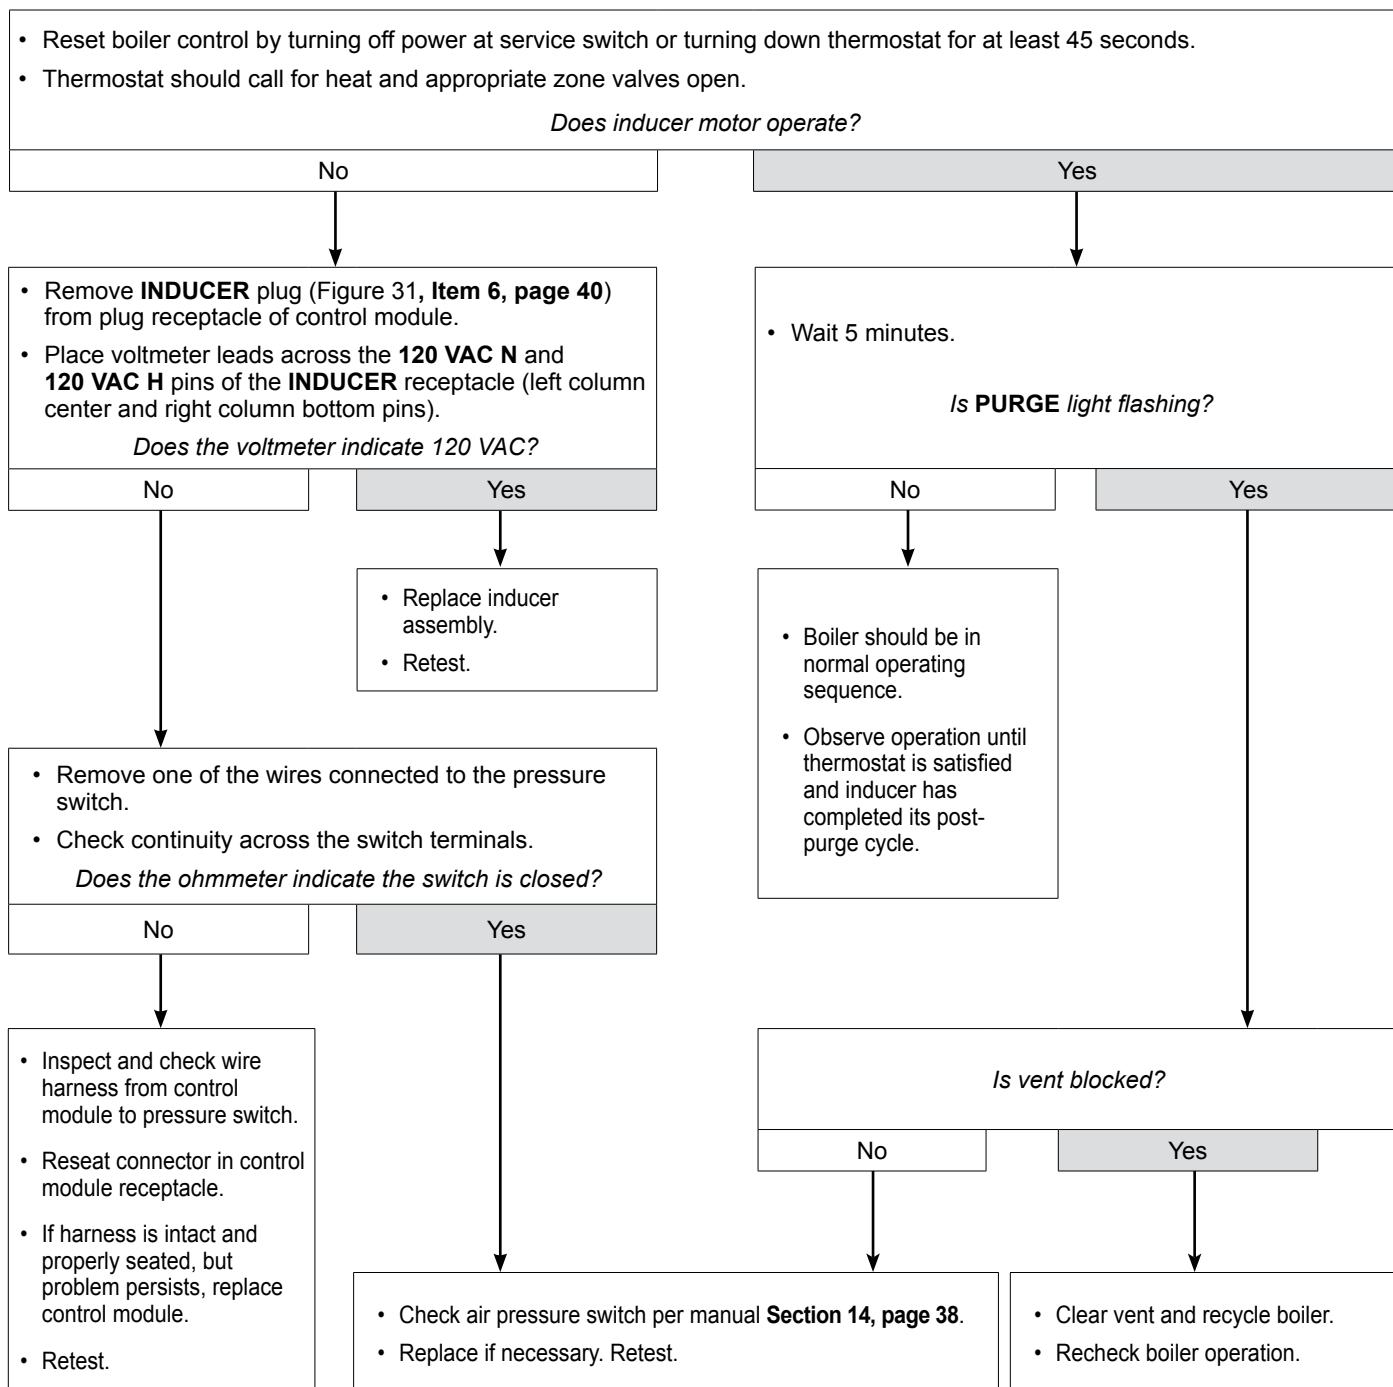 • Reset boiler control by turning off power at service switch or turning down thermostat for at least 45 seconds.
• Thermostat should call for heat and appropriate zone valves open.
Does inducer motor operate?
No
Yes
• Remove INDUCER plug (Figure 31, Item 6, page 40)
from plug receptacle of control module.
• Place voltmeter leads across the 120 VAC N and
120 VAC H pins of the INDUCER receptacle (left column
center and right column bottom pins).
Does the voltmeter indicate 120 VAC?
No
Yes
• Wait 5 minutes.
Is PURGE light flashing?
No
Yes
• Replace inducer
assembly.
• Retest.
• Boiler should be in
normal operating
sequence.
• Observe operation until
thermostat is satisfied
and inducer has
completed its post-
purge cycle.
• Remove one of the wires connected to the pressure
switch.
• Check continuity across the switch terminals.
Does the ohmmeter indicate the switch is closed?
No
Yes
• Inspect and check wire
harness from control
module to pressure switch.
• Reseat connector in control
module receptacle.
• If harness is intact and
properly seated, but
problem persists, replace
control module.
• Retest.
Is vent blocked?
No
Yes
• Check air pressure switch per manual Section 14, page 38.
• Replace if necessary. Retest.
• Clear vent and recycle boiler.
• Recheck boiler operation.